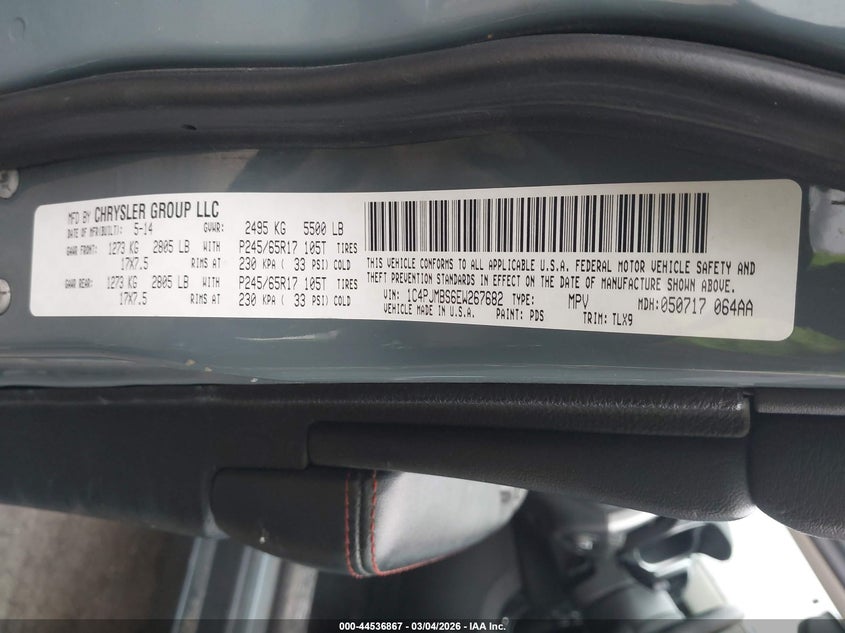 MFD BY CHRYSLER GROUP LLC
DATE OF MFR(BUILT): 5-14 GVWR: 2495 KG 5500 LB
GAWR FRONT: 1273 KG 2805 LB WITH P245/65R17 105T TIRES
17X7.5 RIMS AT 230 KPA ( 33 PSI) COLD
GAWR REAR: 1273 KG 2805 LB WITH P245/65R17 105T TIRES
17X7.5 RIMS AT 230 KPA ( 33 PSI) COLD
THIS VEHICLE CONFORMS TO ALL APPLICABLE U.S.A. FEDERAL MOTOR VEHICLE SAFETY AND
THEFT PREVENTION STANDARDS IN EFFECT ON THE DATE OF MANUFACTURE SHOWN ABOVE.
VIN: 1C4PJMBS6EW267682 TYPE: MPV MDH: 050717 064AA
VEHICLE MADE IN U.S.A. PAINT: PDS TRIM: TLX9
000-44536867 - 03/04/2026 - IAA Inc.